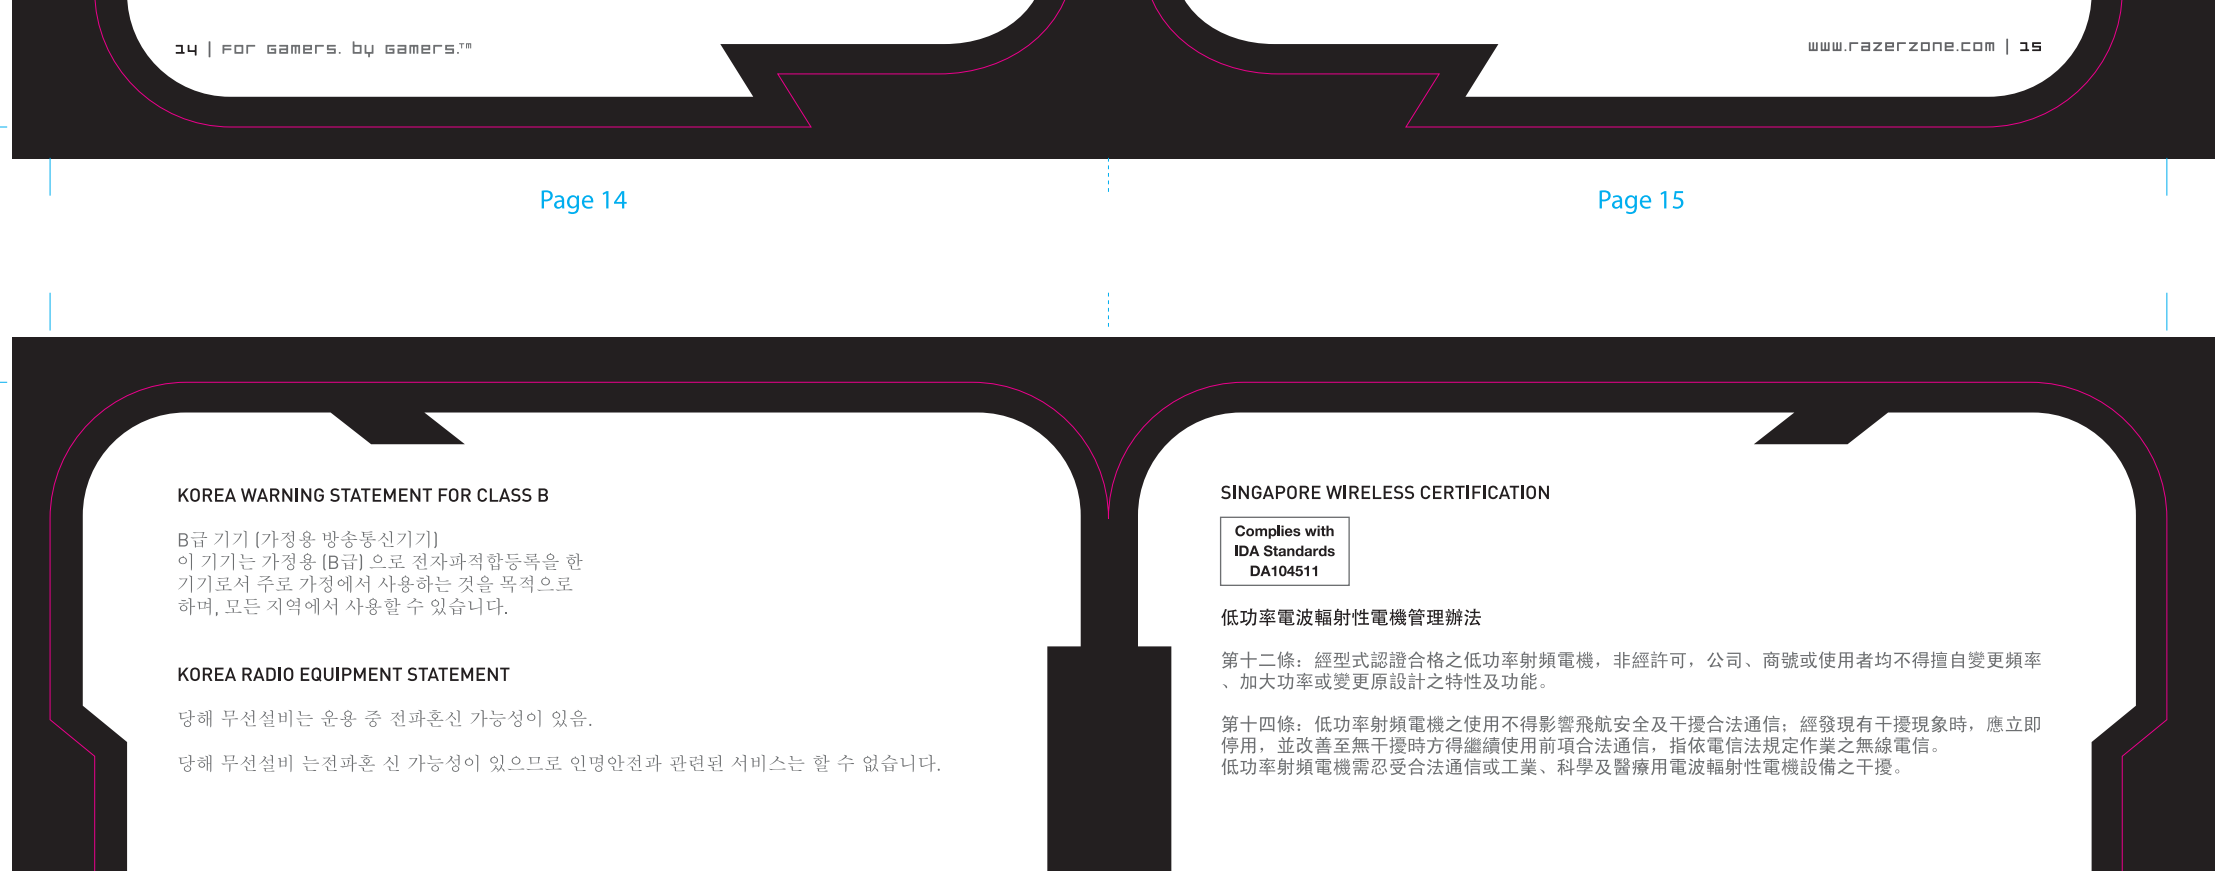 14 | For Gamers. By Gamers.™
www.razerzone.com | 15
Page 14
Page 15
KOREA WARNING STATEMENT FOR CLASS B
B급 기기 (가정용 방송통신기기)
이 기기는 가정용 (B급) 으로 전자파적합등록을 한
기기로서 주로 가정에서 사용하는 것을 목적으로
하며, 모든 지역에서 사용할 수 있습니다.
KOREA RADIO EQUIPMENT STATEMENT
당해 무선설비는 운용 중 전파혼신 가능성이 있음.
당해 무선설비 는전파혼 신 가능성이 있으므로 인명안전과 관련된 서비스는 할 수 없습니다.
SINGAPORE WIRELESS CERTIFICATION
Complies with
IDA Standards
DA104511
低功率電波輻射性電機管理辦法
第十二條：經型式認證合格之低功率射頻電機，非經許可，公司、商號或使用者均不得擅自變更頻率
、加大功率或變更原設計之特性及功能。
第十四條：低功率射頻電機之使用不得影響飛航安全及干擾合法通信；經發現有干擾現象時，應立即
停用，並改善至無干擾時方得繼續使用前項合法通信，指依電信法規定作業之無線電信。
低功率射頻電機需忍受合法通信或工業、科學及醫療用電波輻射性電機設備之干擾。